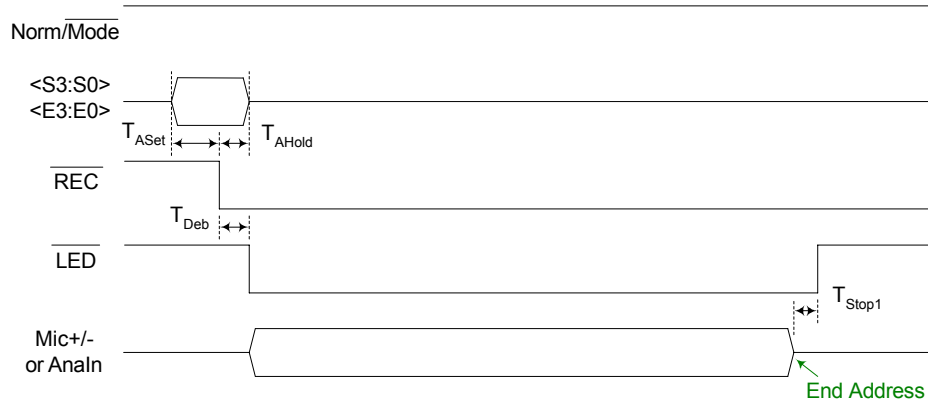 Norm/Mode
<S3:S0>
<E3:E0>
TASet
TAHold
REC
TDeb
LED
TStop1
Mic+/-
or AnaIn
End Address